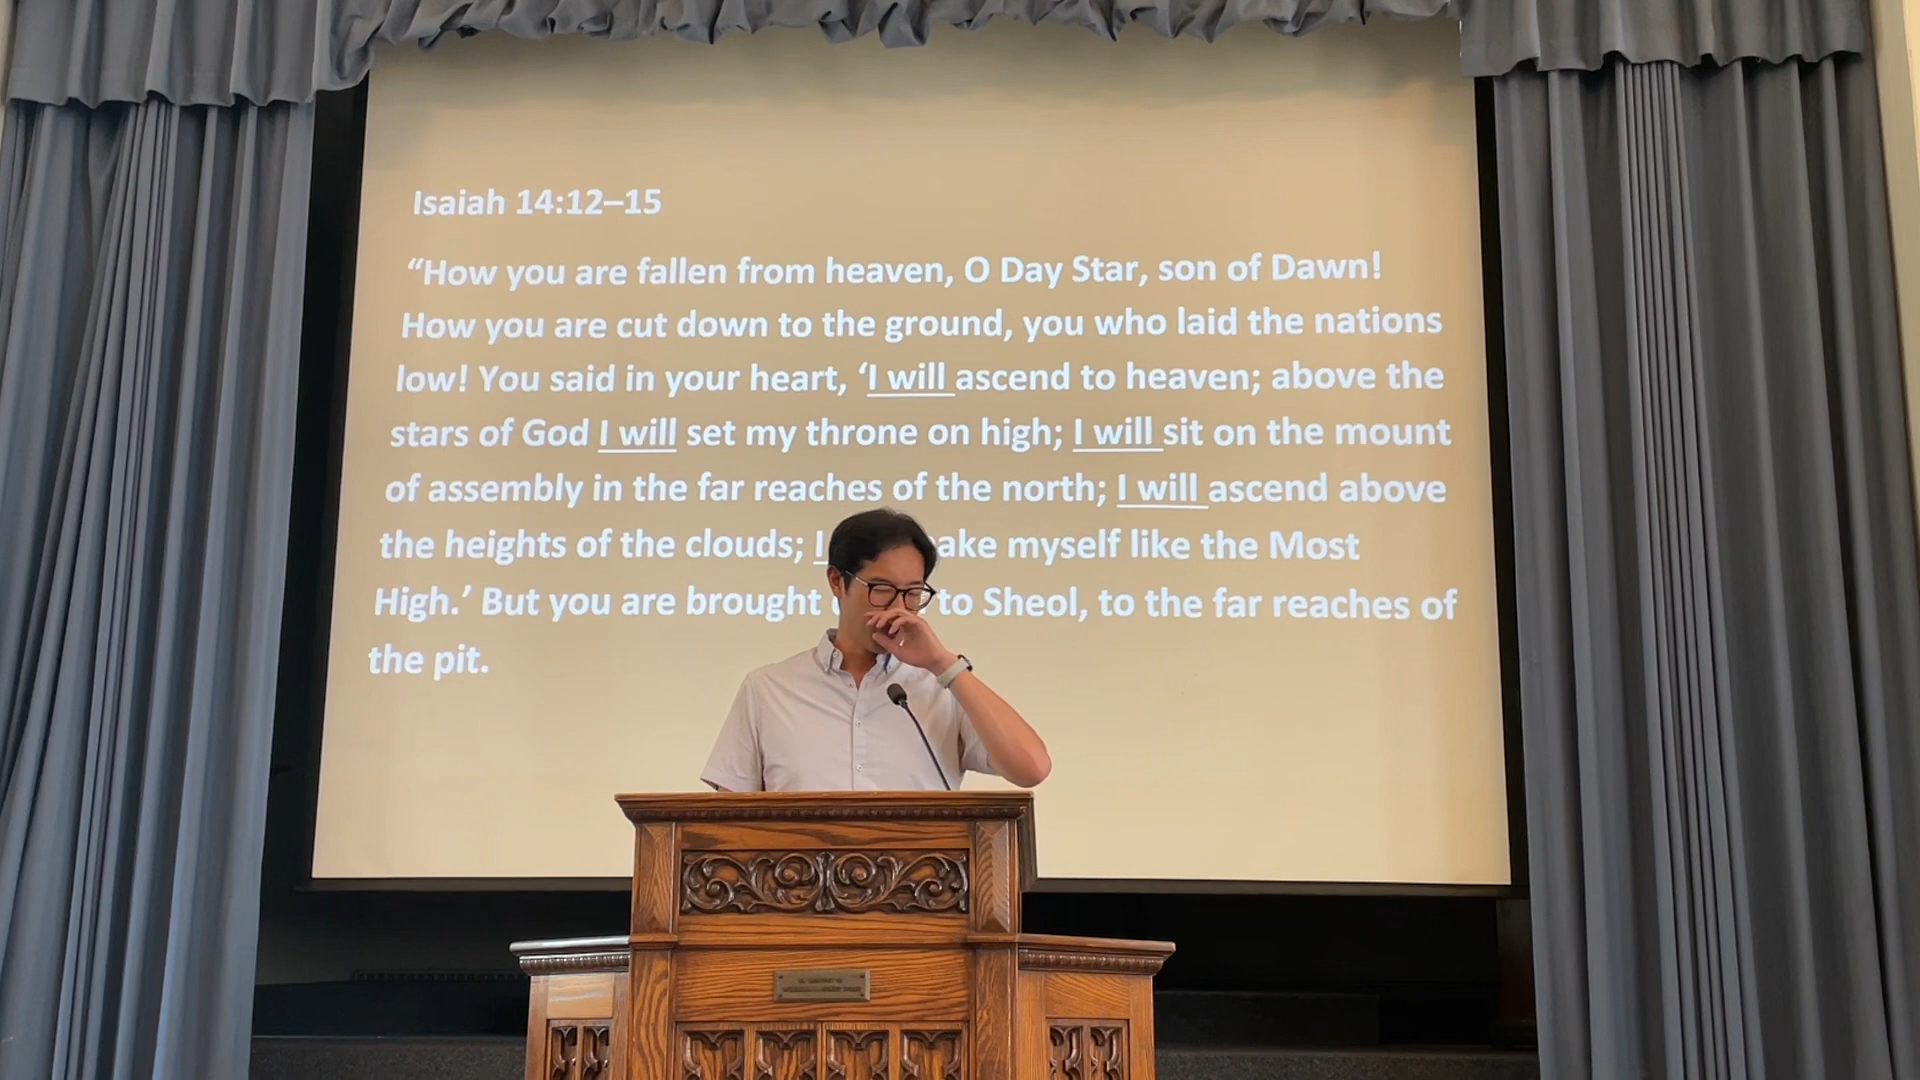 Isaiah 14:12–15
“How you are fallen from heaven, O Day Star, son of Dawn!
How you are cut down to the ground, you who laid the nations
low! You said in your heart, ‘I will ascend to heaven; above the
stars of God I will set my throne on high; I will sit on the mount
of assembly in the far reaches of the north; I will ascend above
the heights of the clouds; I myself like the Most
High.’ But you are brought to Sheol, to the far reaches of
the pit.